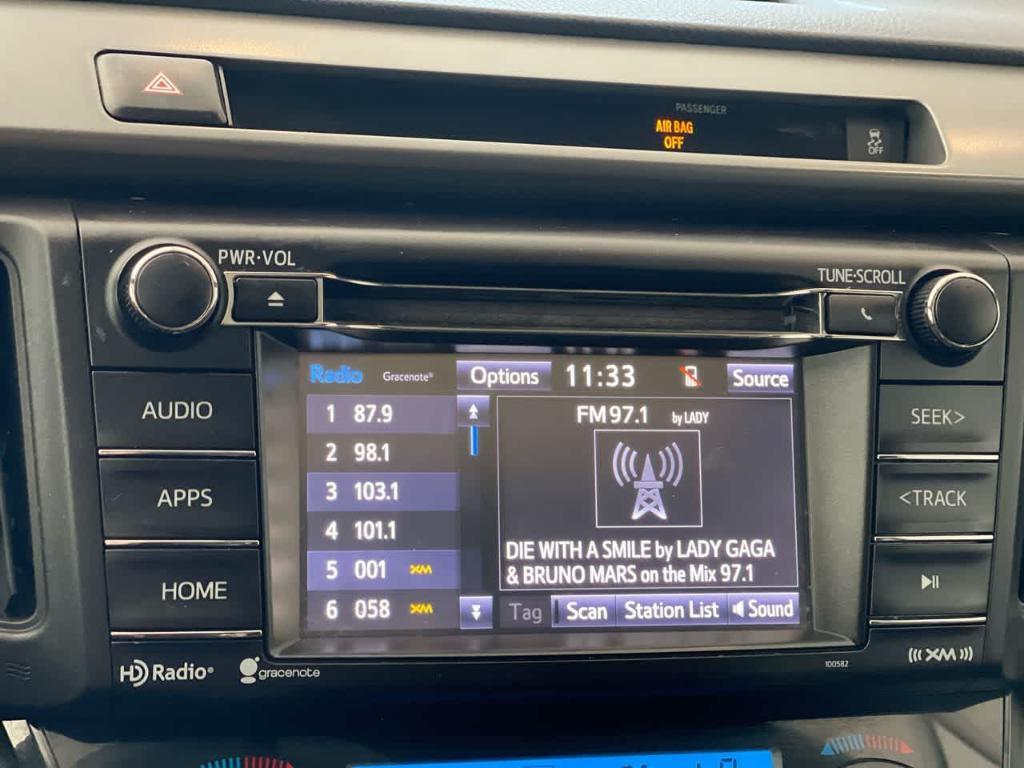 PASSENGER
AIR BAG
OFF
OFF
PWR·VOL
TUNE·SCROLL
Radio Gracenote® Options 11:33 Source
AUDIO
APPS
HOME
1 87.9
2 98.1
3 103.1
4 101.1
5 001 XM
6 058 XM
FM 97.1 by LADY
DIE WITH A SMILE by LADY GAGA
& BRUNO MARS on the Mix 97.1
Tag Scan Station List Sound
SEEK>
<TRACK
HD Radio® gracenote
100582
XM